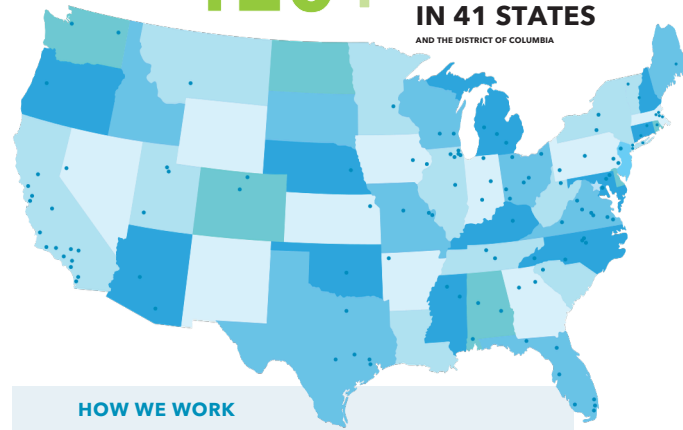 IN 41 STATES
AND THE DISTRICT OF COLUMBIA
HOW WE WORK